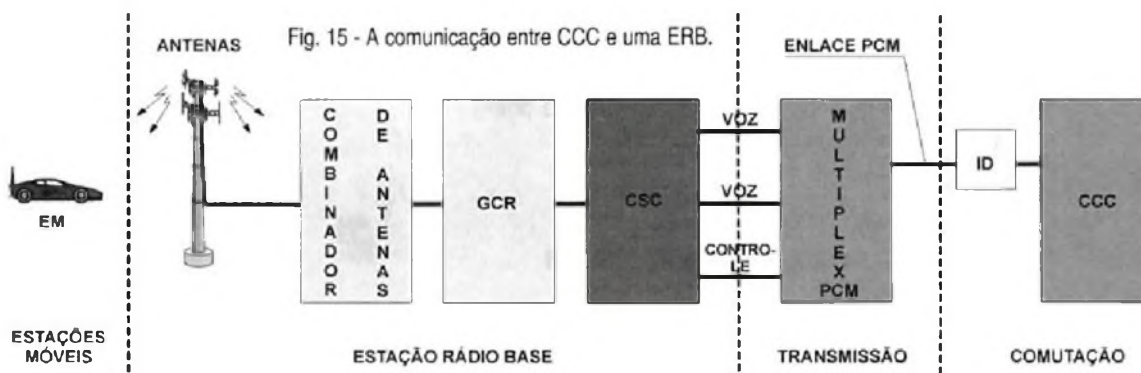 Fig. 15 - A comunicação entre CCC e uma ERB.
ANTENAS
ENLACE PCM
EM
COMBINADOR
DE ANTENAS
GCR
CSC
VOZ
VOZ
CONTRO-
LE
MULTIPLEX
PCM
ID
CCC
ESTAÇÕES
MÓVEIS
ESTAÇÃO RÁDIO BASE
TRANSMISSÃO
COMUTAÇÃO